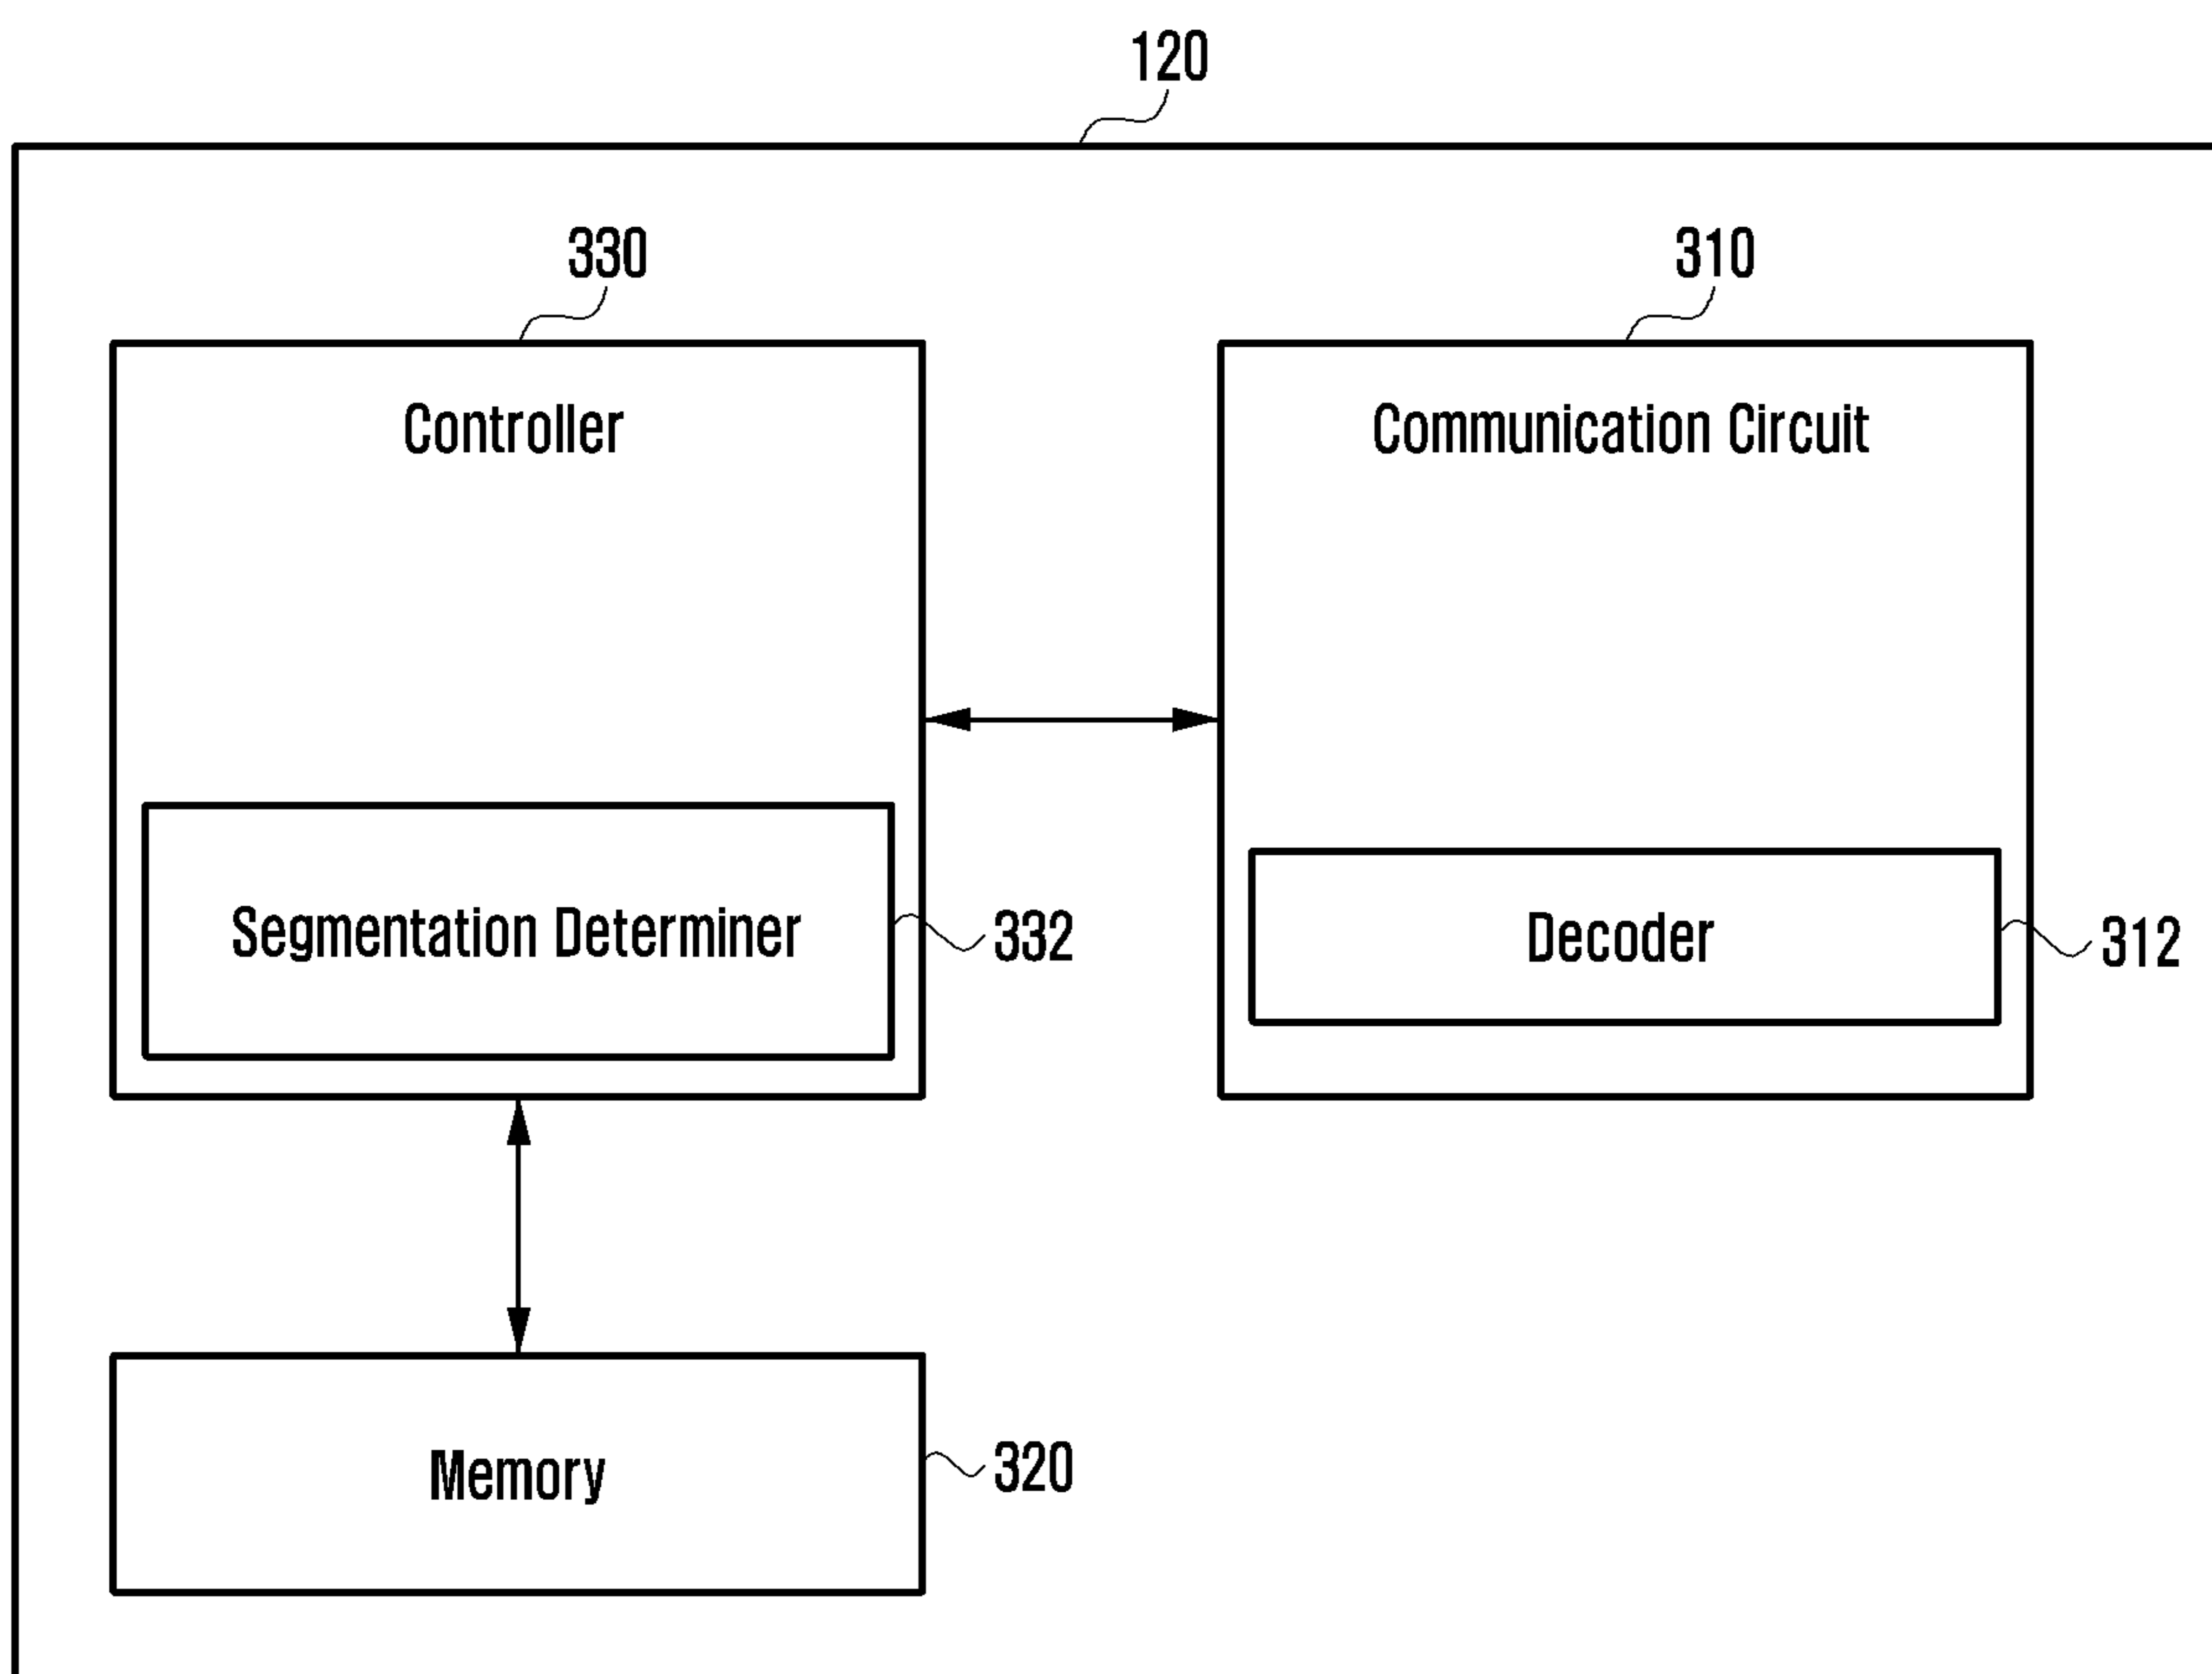 120
330
310
Controller
Communication Circuit
Segmentation Determiner
332
Decoder
312
Memory
320